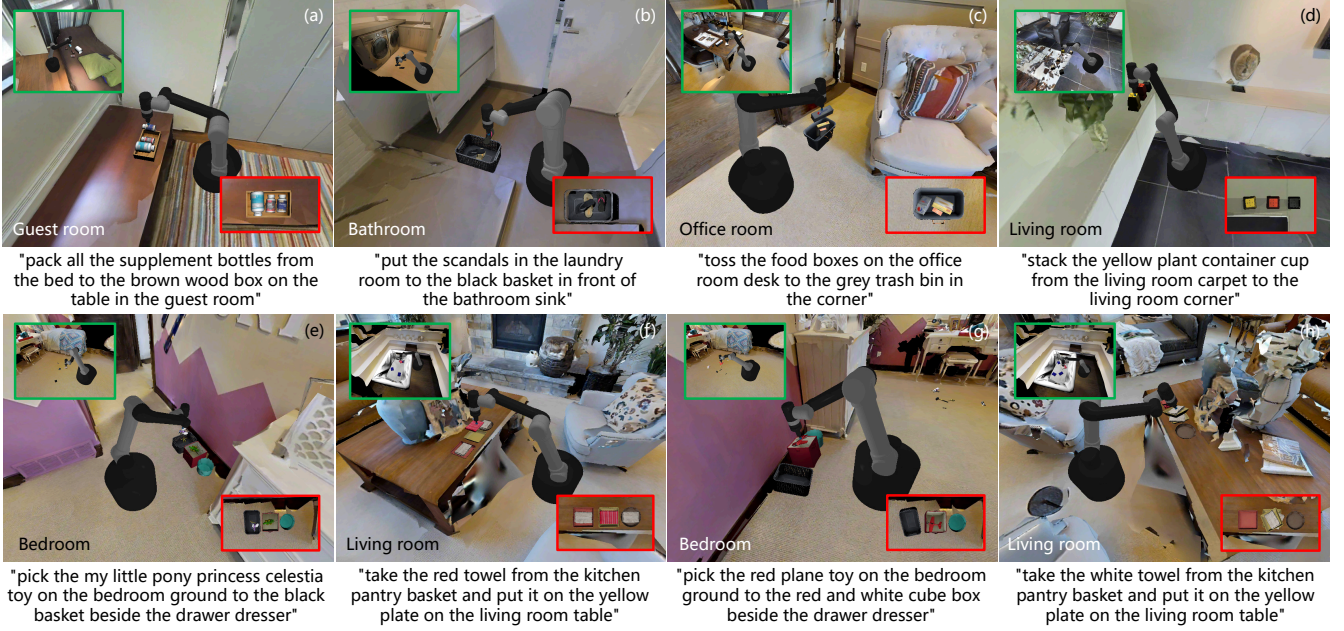 (a)
Guest room
"pack all the supplement bottles from
the bed to the brown wood box on the
table in the guest room"
(b)
Bathroom
"put the scandals in the laundry
room to the black basket in front of
the bathroom sink"
(c)
Office room
"toss the food boxes on the office
room desk to the grey trash bin in
the corner"
(d)
Living room
"stack the yellow plant container cup
from the living room carpet to the
living room corner"
(e)
Bedroom
"pick the my little pony princess celestia
toy on the bedroom ground to the black
basket beside the drawer dresser"
(f)
Living room
"take the red towel from the kitchen
pantry basket and put it on the yellow
plate on the living room table"
(g)
Bedroom
"pick the red plane toy on the bedroom
ground to the red and white cube box
beside the drawer dresser"
(h)
Living room
"take the white towel from the kitchen
pantry basket and put it on the yellow
plate on the living room table"